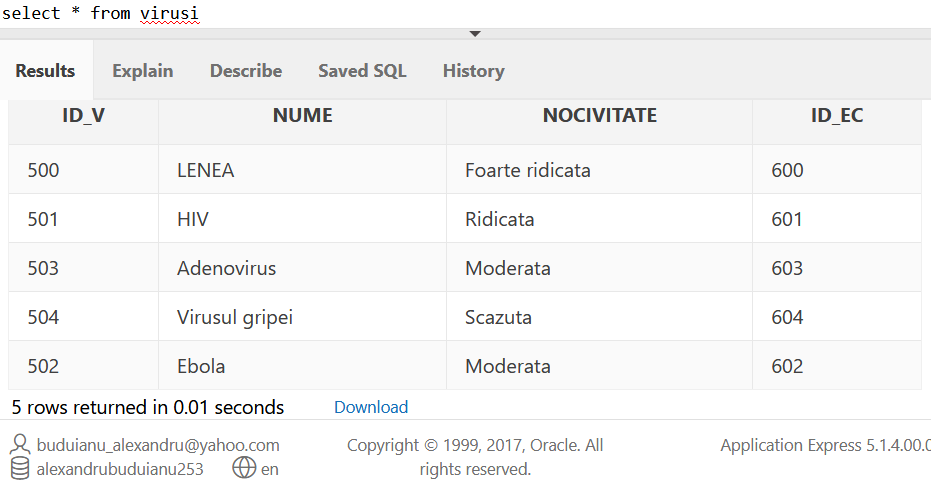 select * from virusi
Results Explain Describe Saved SQL History
ID_V NUME NOCIVITATE ID_EC
500 LENEA Foarte ridicata 600
501 HIV Ridicata 601
503 Adenovirus Moderata 603
504 Virusul gripei Scazuta 604
502 Ebola Moderata 602
5 rows returned in 0.01 seconds Download
buduianu_alexandru@yahoo.com Copyright © 1999, 2017, Oracle. All Application Express 5.1.4.00.0
alexandrubuduianu253 en rights reserved.